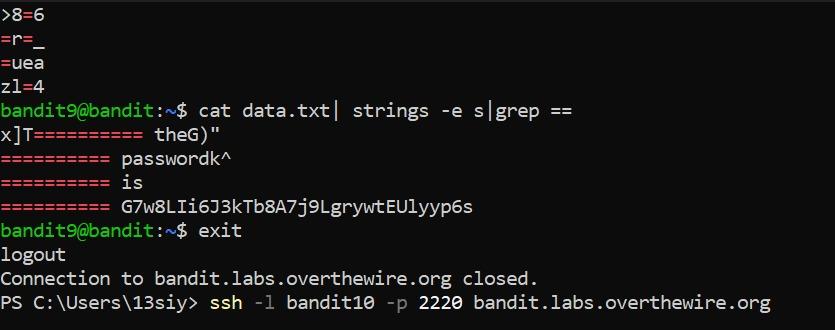 >8=6
=r=_
=uea
zl=4
bandit9@bandit:~$ cat data.txt| strings -e s|grep ==
x]T========== theG)"
========== passwordk^
========== is
========== G7w8LIi6J3kTb8A7j9LgrywtEUlyyp6s
bandit9@bandit:~$ exit
logout
Connection to bandit.labs.overthewire.org closed.
PS C:\Users\13siy> ssh -l bandit10 -p 2220 bandit.labs.overthewire.org